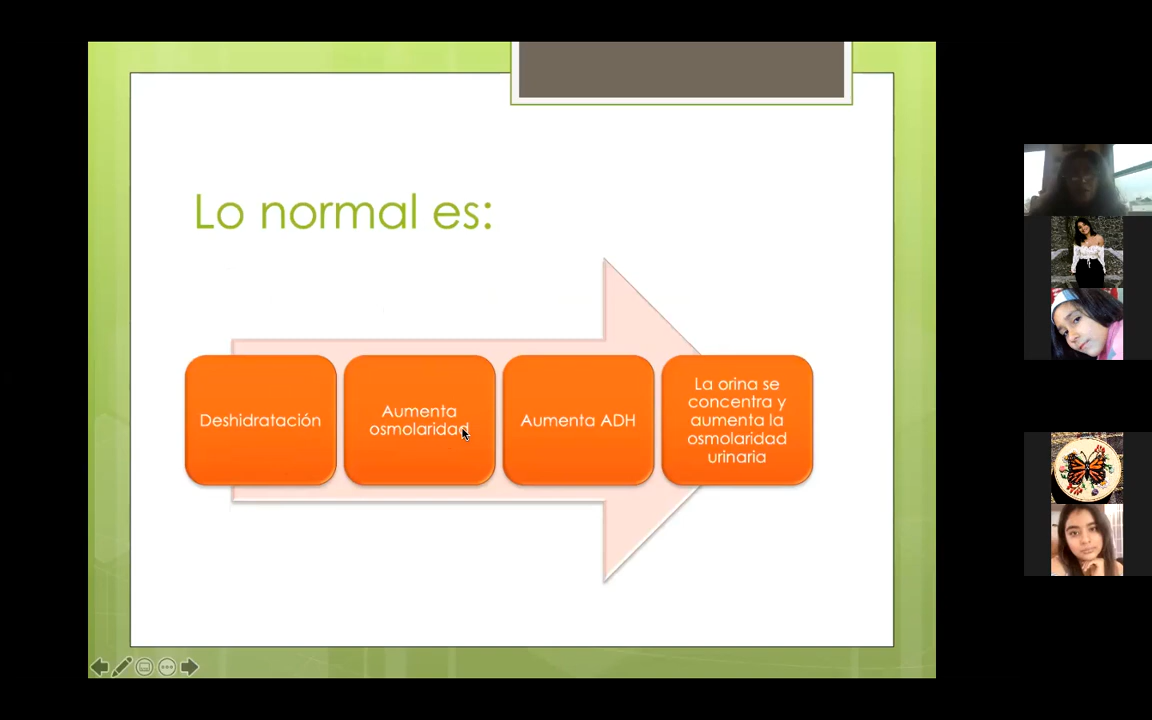 Lo normal es:
Deshidratación
Aumenta
osmolaridad
Aumenta ADH
La orina se
concentra y
aumenta la
osmolaridad
urinaria